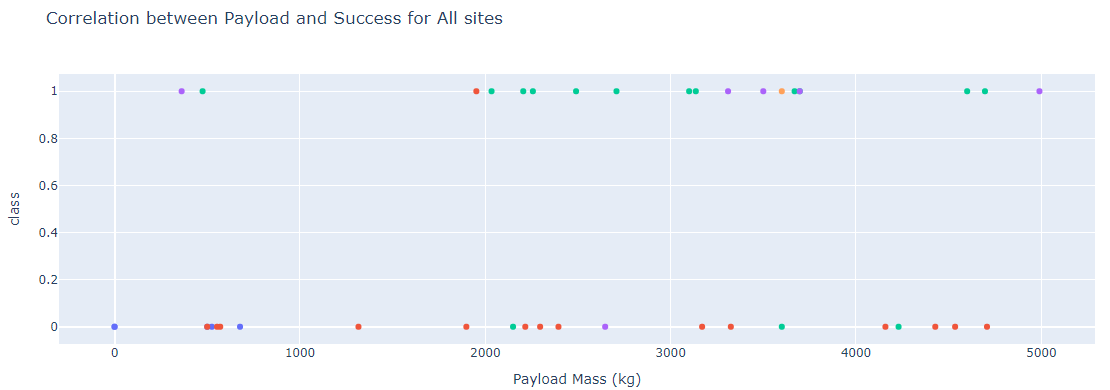 Correlation between Payload and Success for All sites
1
0.8
0.6
0.4
0.2
0
class
0 1000 2000 3000 4000 5000
Payload Mass (kg)